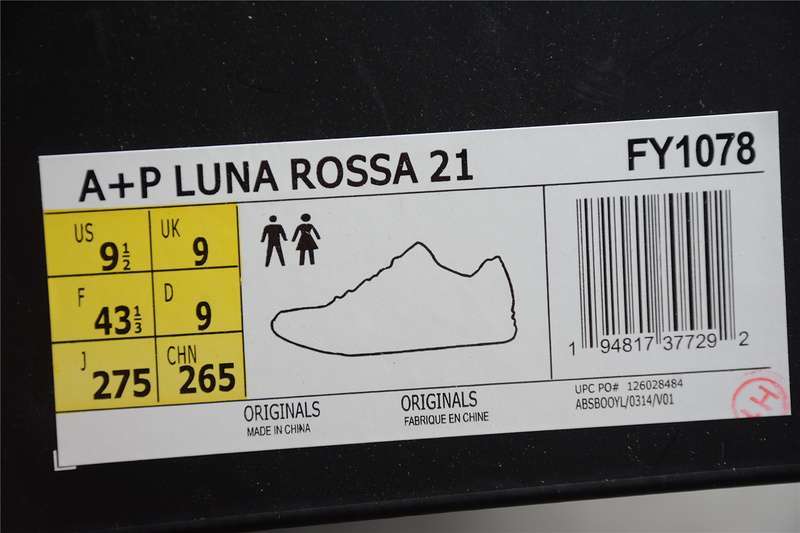 A+P LUNA ROSSA 21
FY1078
US 9½
UK 9
F 43⅓
D 9
J 275
CHN 265
1 94817 37729 2
ORIGINALS
MADE IN CHINA
ORIGINALS
FABRIQUE EN CHINE
UPC PO# 126028484
ABSBOOYL/0314/V01
LH